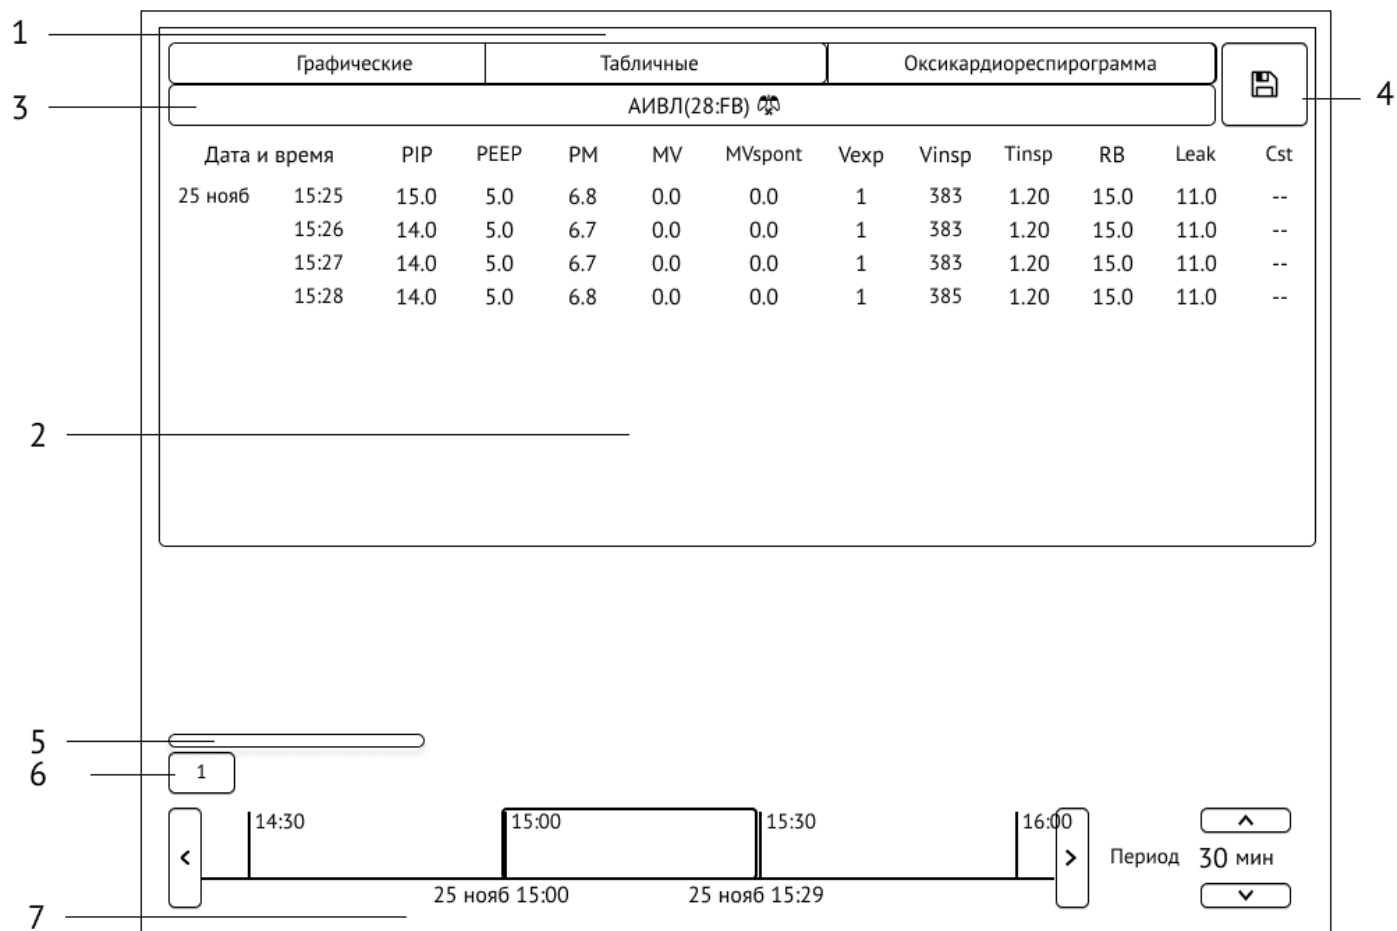 1
Графические Табличные Оксикардиореспирограмма
3 АИВЛ(28:FB) 4
Дата и время PIP PEEP PM MV MVspont Vexp Vinsp Tinsp RB Leak Cst
25 нояб 15:25 15.0 5.0 6.8 0.0 0.0 1 383 1.20 15.0 11.0 --
15:26 14.0 5.0 6.7 0.0 0.0 1 383 1.20 15.0 11.0 --
15:27 14.0 5.0 6.7 0.0 0.0 1 383 1.20 15.0 11.0 --
15:28 14.0 5.0 6.8 0.0 0.0 1 385 1.20 15.0 11.0 --
2
5
6 1
14:30 15:00 15:30 16:00
< > Период 30 мин
25 нояб 15:00 25 нояб 15:29
7